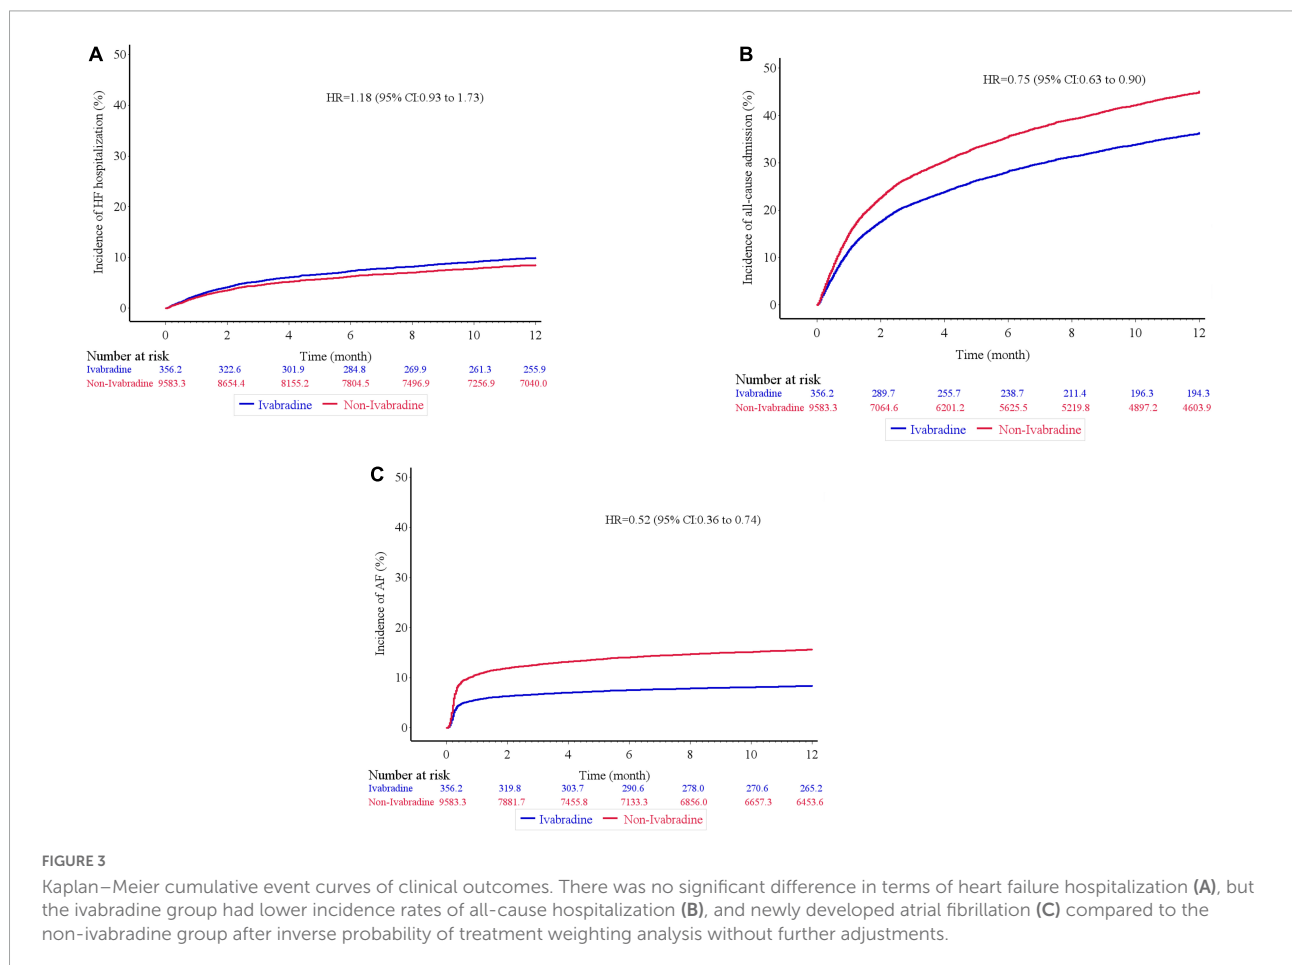 A
50
40
30
20
10
0
Incidence of HF hospitalization (%)
HR=1.18 (95% CI:0.93 to 1.73)
0 2 4 6 8 10 12
Number at risk
Time (month)
Ivabradine 356.2 322.6 301.9 284.8 269.9 261.3 255.9
Non-Ivabradine 9583.3 8654.4 8155.2 7804.5 7496.9 7256.9 7040.0
Ivabradine Non-Ivabradine
B
50
40
30
20
10
0
Incidence of all-cause admission (%)
HR=0.75 (95% CI:0.63 to 0.90)
0 2 4 6 8 10 12
Time (month)
Number at risk
Ivabradine 356.2 289.7 255.7 238.7 211.4 196.3 194.3
Non-Ivabradine 9583.3 7064.6 6201.2 5625.5 5219.8 4897.2 4603.9
Ivabradine Non-Ivabradine
C
50
40
30
20
10
0
Incidence of AF (%)
HR=0.52 (95% CI:0.36 to 0.74)
0 2 4 6 8 10 12
Number at risk
Time (month)
Ivabradine 356.2 319.8 303.7 290.6 278.0 270.6 265.2
Non-Ivabradine 9583.3 7881.7 7455.8 7133.3 6856.0 6657.3 6453.6
Ivabradine Non-Ivabradine
FIGURE 3
Kaplan–Meier cumulative event curves of clinical outcomes. There was no significant difference in terms of heart failure hospitalization (A), but
the ivabradine group had lower incidence rates of all-cause hospitalization (B), and newly developed atrial fibrillation (C) compared to the
non-ivabradine group after inverse probability of treatment weighting analysis without further adjustments.